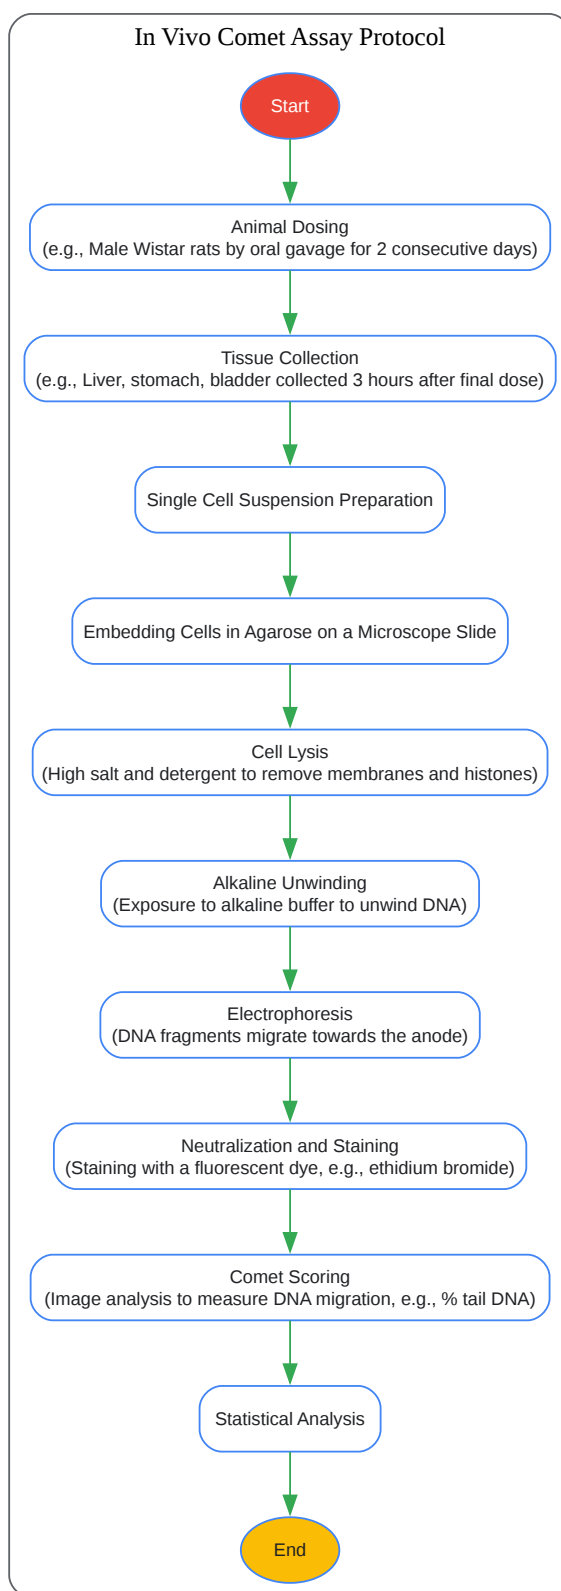 In Vivo Comet Assay Protocol
Start
Animal Dosing
(e.g., Male Wistar rats by oral gavage for 2 consecutive days)
Tissue Collection
(e.g., Liver, stomach, bladder collected 3 hours after final dose)
Single Cell Suspension Preparation
Embedding Cells in Agarose on a Microscope Slide
Cell Lysis
(High salt and detergent to remove membranes and histones)
Alkaline Unwinding
(Exposure to alkaline buffer to unwind DNA)
Electrophoresis
(DNA fragments migrate towards the anode)
Neutralization and Staining
(Staining with a fluorescent dye, e.g., ethidium bromide)
Comet Scoring
(Image analysis to measure DNA migration, e.g., % tail DNA)
Statistical Analysis
End